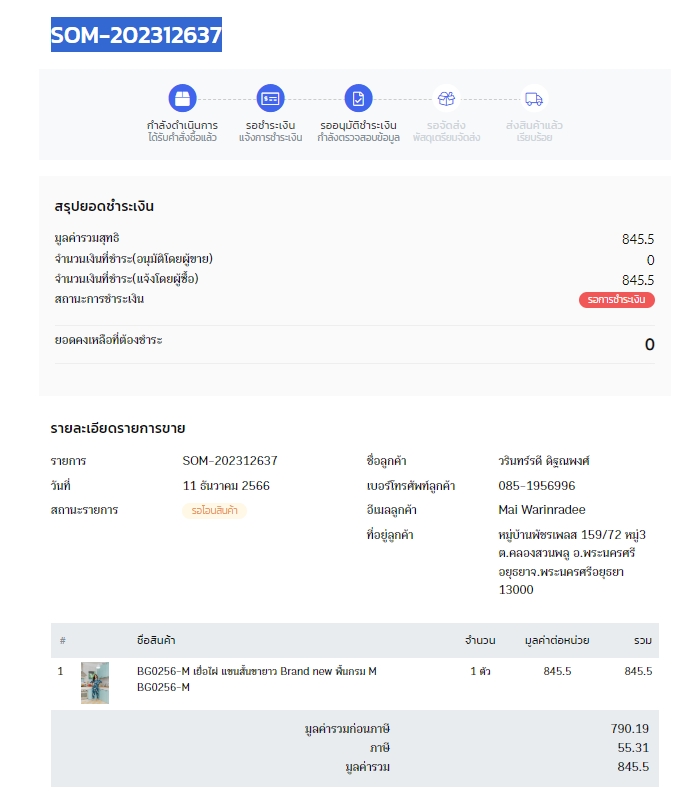 SOM-202312637
กำลังดำเนินการ
ได้รับคำสั่งซื้อแล้ว
รอชำระเงิน
แจ้งการชำระเงิน
รออนุมัติชำระเงิน
กำลังตรวจสอบข้อมูล
รอจัดส่ง
พัสดุเตรียมจัดส่ง
ส่งสินค้าแล้ว
เรียบร้อย
สรุปยอดชำระเงิน
มูลค่ารวมสุทธิ 845.5
จำนวนเงินที่ชำระ(อนุมัติโดยผู้ขาย) 0
จำนวนเงินที่ชำระ(แจ้งโดยผู้ซื้อ) 845.5
สถานะการชำระเงิน รอการชำระเงิน
ยอดคงเหลือที่ต้องชำระ 0
รายละเอียดรายการขาย
รายการ SOM-202312637
วันที่ 11 ธันวาคม 2566
สถานะรายการ รอโอนสินค้า
ชื่อลูกค้า วรินทร์รดี ดิฐณพงศ์
เบอร์โทรศัพท์ลูกค้า 085-1956996
อีเมลลูกค้า Mai Warinradee
ที่อยู่ลูกค้า หมู่บ้านพัชรเพลส 159/72 หมู่3
ต.คลองสวนพลู อ.พระนครศรี
อยุธยาจ.พระนครศรีอยุธยา
13000
# ชื่อสินค้า จำนวน มูลค่าต่อหน่วย รวม
1 BG0256-M เยื่อไผ่ แขนสั้นขายาว Brand new พื้นกรม M 1 ตัว 845.5 845.5
BG0256-M
มูลค่ารวมก่อนภาษี 790.19
ภาษี 55.31
มูลค่ารวม 845.5